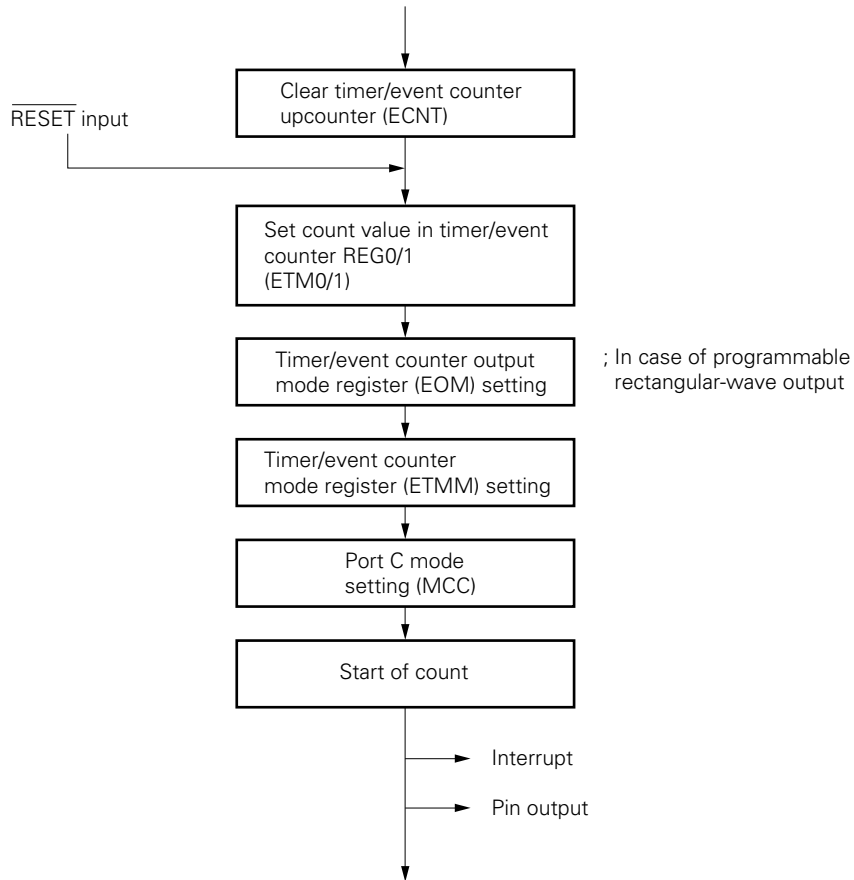 Clear timer/event counter
upcounter (ECNT)
RESET input
Set count value in timer/event
counter REG0/1
(ETM0/1)
Timer/event counter output
mode register (EOM) setting
; In case of programmable
rectangular-wave output
Timer/event counter
mode register (ETMM) setting
Port C mode
setting (MCC)
Start of count
Interrupt
Pin output